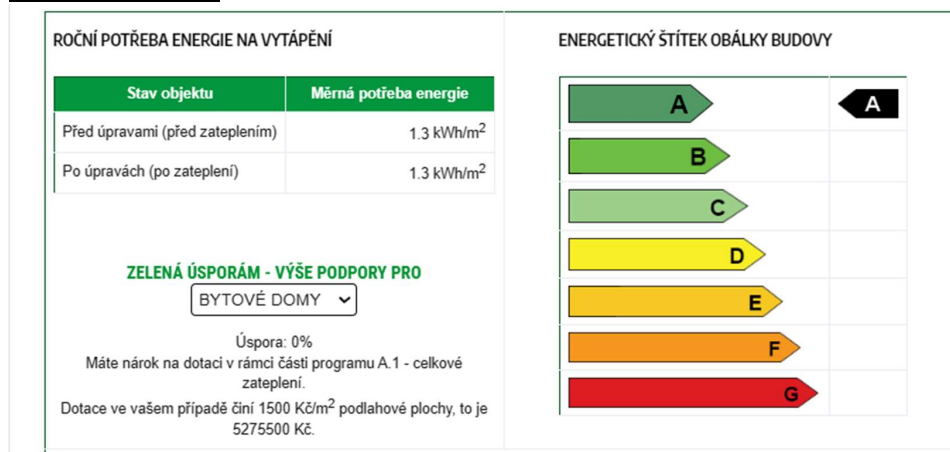 ROČNÍ POTŘEBA ENERGIE NA VYTÁPĚNÍ
Stav objektu Měrná potřeba energie
Před úpravami (před zateplením) 1.3 kWh/m²
Po úpravách (po zateplení) 1.3 kWh/m²
ZELENÁ ÚSPORÁM - VÝŠE PODPORY PRO
BYTOVÉ DOMY
Úspora: 0%
Máte nárok na dotaci v rámci části programu A.1 - celkové
zateplení.
Dotace ve vašem případě činí 1500 Kč/m² podlahové plochy, to je
5275500 Kč.
ENERGETICKÝ ŠTÍTEK OBÁLKY BUDOVY
A A
B
C
D
E
F
G